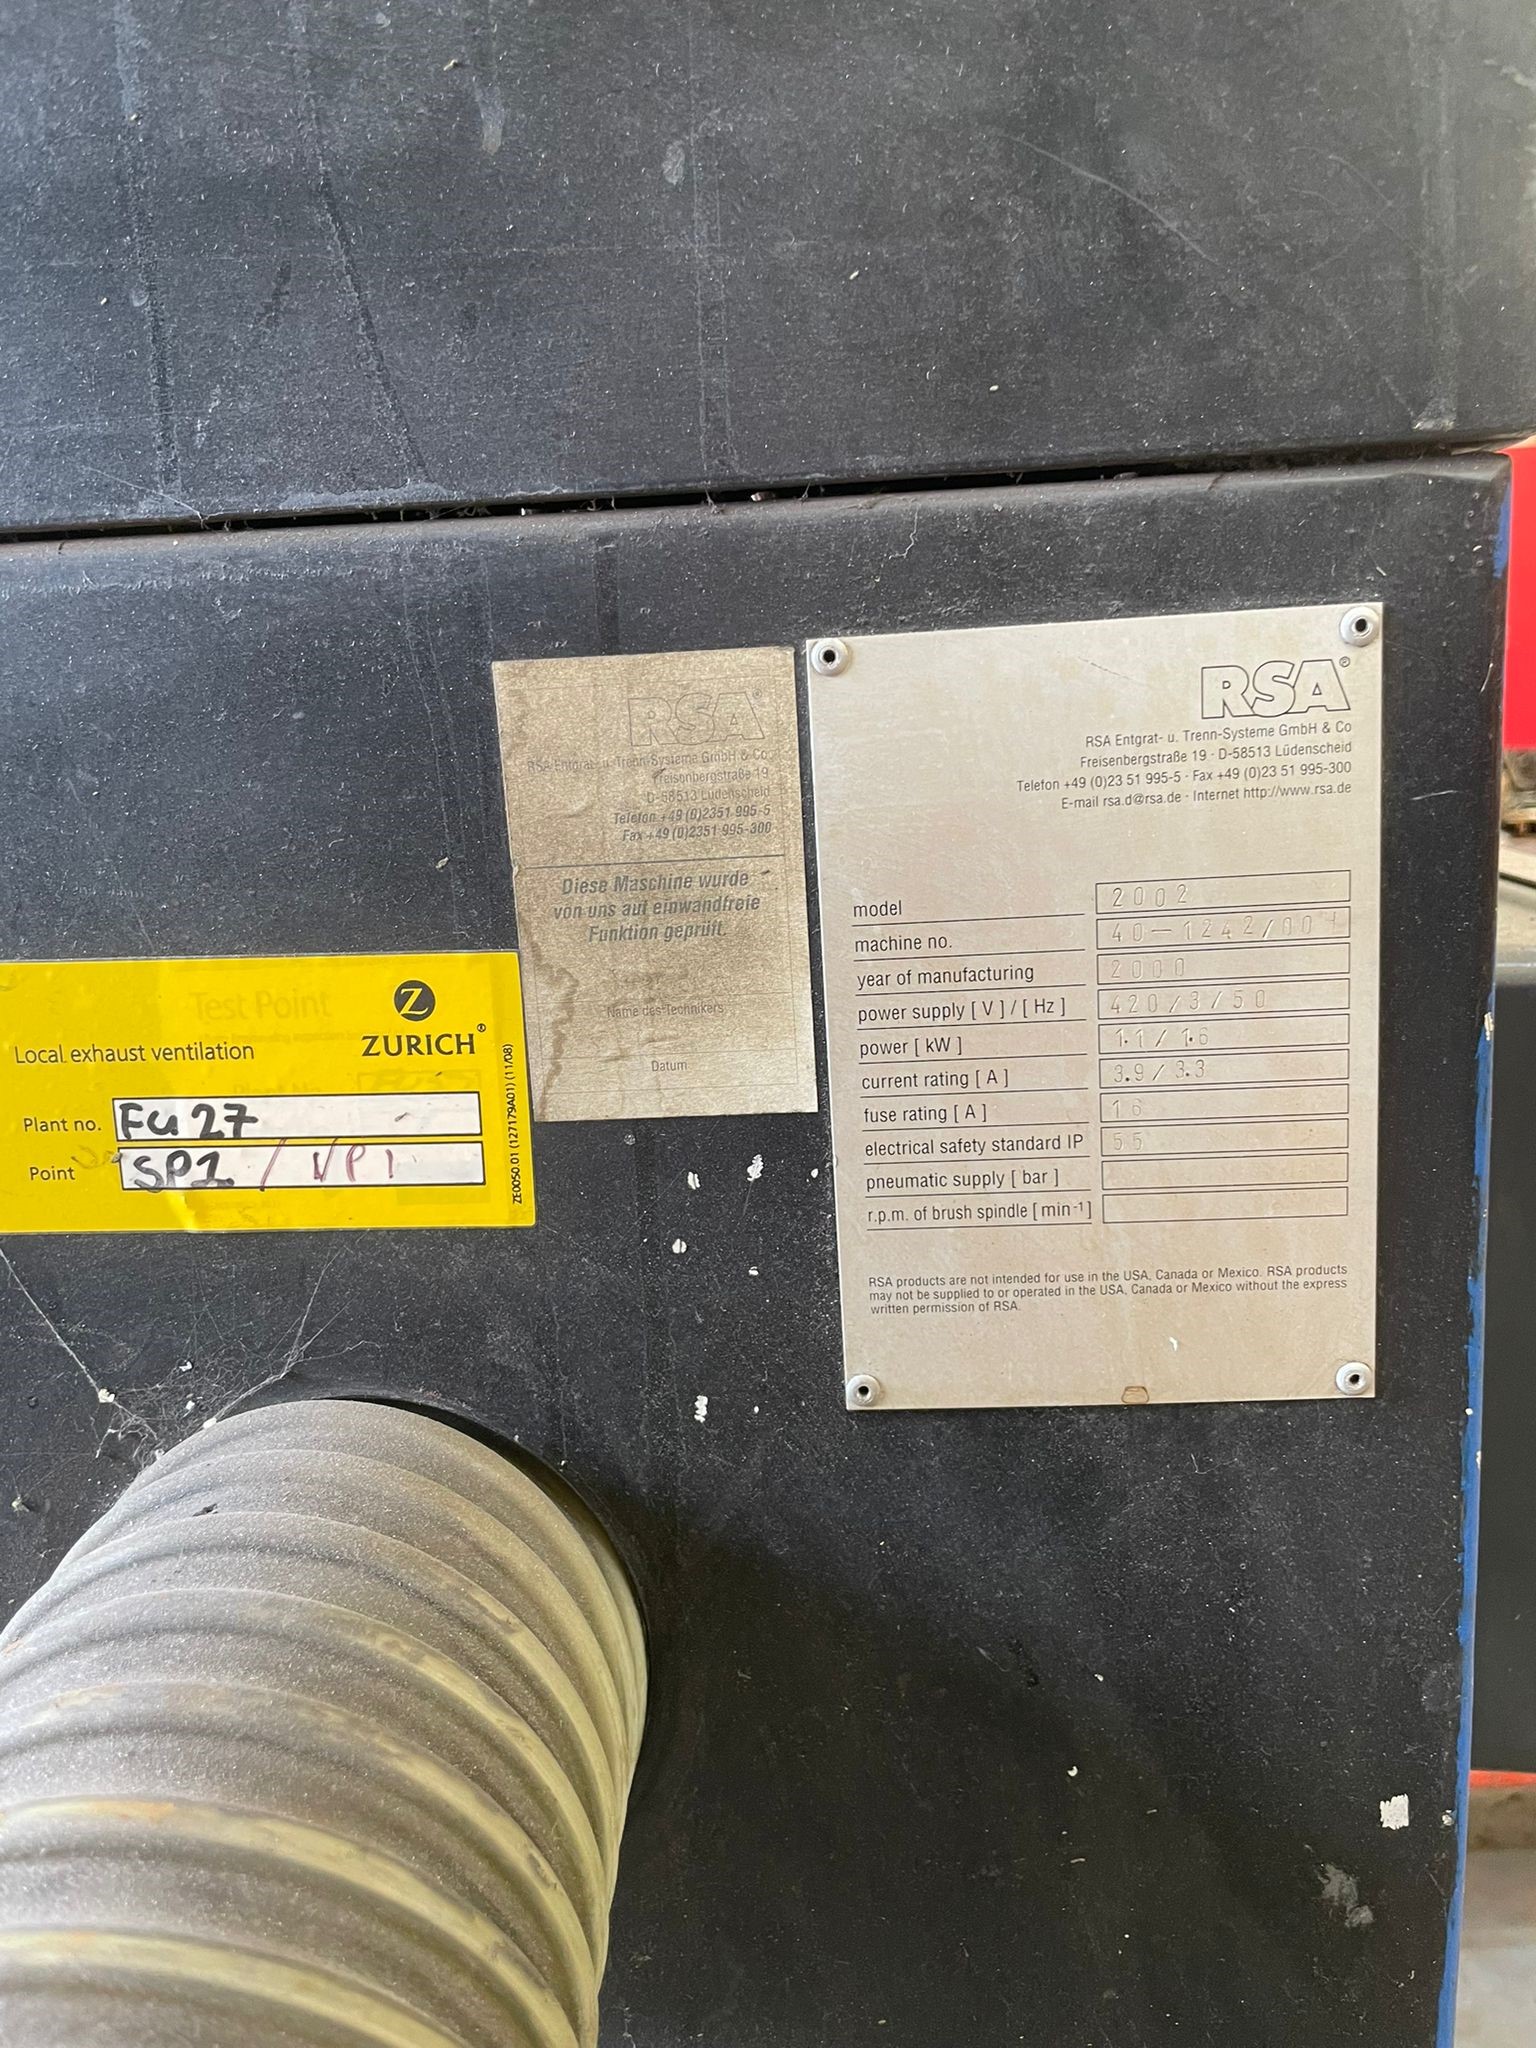 RSA®
RSA Entgrat- u. Trenn-Systeme GmbH & Co
Freisenbergstraße 19
D-58513 Lüdenscheid
Telefon +49 (0)2351 995-5
Fax +49 (0)2351 995-300
Diese Maschine wurde
von uns auf einwandfreie
Funktion geprüft.
Name des Technikers
Datum
RSA®
RSA Entgrat- u. Trenn-Systeme GmbH & Co
Freisenbergstraße 19 · D-58513 Lüdenscheid
Telefon +49 (0)23 51 995-5 · Fax +49 (0)23 51 995-300
E-mail rsa.d@rsa.de · Internet http://www.rsa.de
model 2002
machine no. 40-1242/004
year of manufacturing 2000
power supply [ V ] / [ Hz ] 420/3/50
power [ kW ] 1.1/1.6
current rating [ A ] 3.9/3.3
fuse rating [ A ] 16
electrical safety standard IP 55
pneumatic supply [ bar ]
r.p.m. of brush spindle [ min-1 ]
RSA products are not intended for use in the USA, Canada or Mexico. RSA products
may not be supplied to or operated in the USA, Canada or Mexico without the express
written permission of RSA.
Test Point
Z
ZURICH®
Local exhaust ventilation
Plant no. FU 27
Point SP1 / VP1
ZE0050.01 (127179A01) (11/08)